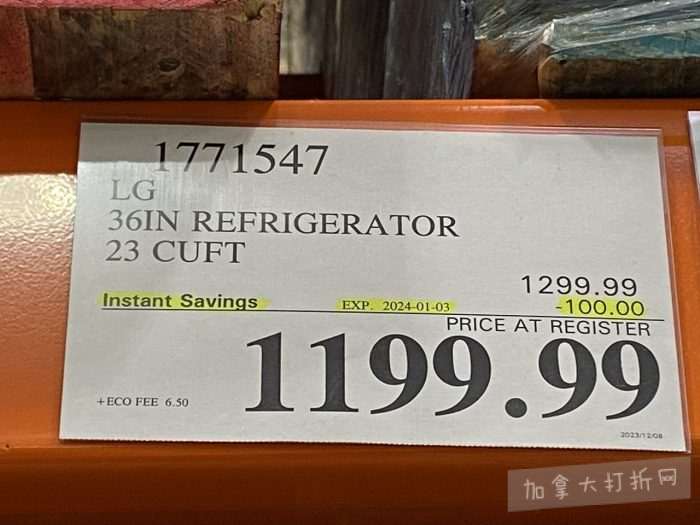 1771547
LG
36IN REFRIGERATOR
23 CUFT
1299.99
Instant Savings EXP. 2024-01-03 -100.00
PRICE AT REGISTER
+ECO FEE 6.50 1199.99
2023/12/08
加拿大打折网